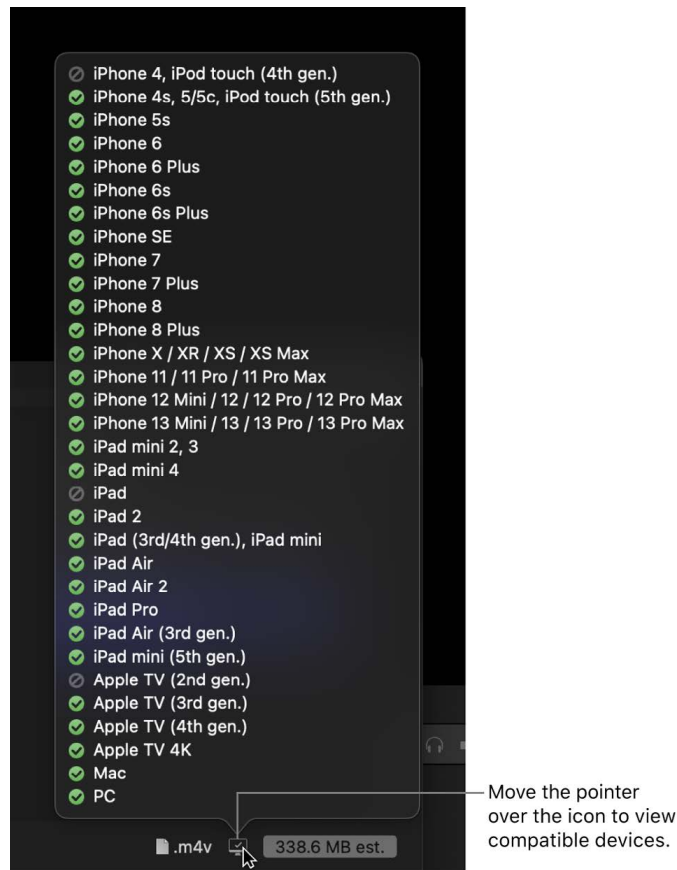 iPhone 4, iPod touch (4th gen.)
iPhone 4s, 5/5c, iPod touch (5th gen.)
iPhone 5s
iPhone 6
iPhone 6 Plus
iPhone 6s
iPhone 6s Plus
iPhone SE
iPhone 7
iPhone 7 Plus
iPhone 8
iPhone 8 Plus
iPhone X / XR / XS / XS Max
iPhone 11 / 11 Pro / 11 Pro Max
iPhone 12 Mini / 12 / 12 Pro / 12 Pro Max
iPhone 13 Mini / 13 / 13 Pro / 13 Pro Max
iPad mini 2, 3
iPad mini 4
iPad
iPad 2
iPad (3rd/4th gen.), iPad mini
iPad Air
iPad Air 2
iPad Pro
iPad Air (3rd gen.)
iPad mini (5th gen.)
Apple TV (2nd gen.)
Apple TV (3rd gen.)
Apple TV (4th gen.)
Apple TV 4K
Mac
PC
.m4v 338.6 MB est.
Move the pointer
over the icon to view
compatible devices.